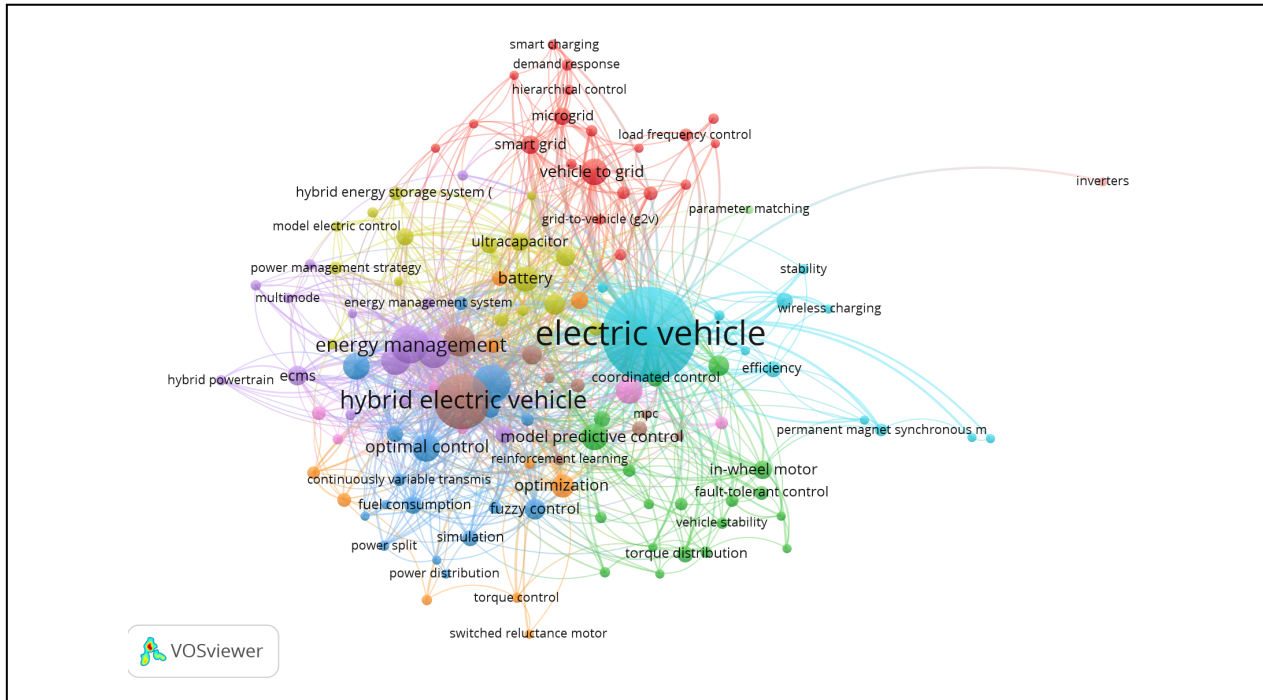 smart charging
demand response
hierarchical control
microgrid
load frequency control
smart grid
vehicle to grid
inverters
hybrid energy storage system (
parameter matching
grid-to-vehicle (g2v)
model electric control
ultracapacitor
power management strategy
stability
battery
multimode
energy management system
wireless charging
electric vehicle
energy management
efficiency
hybrid powertrain
ecms
coordinated control
hybrid electric vehicle
mpc
permanent magnet synchronous m
model predictive control
optimal control
reinforcement learning
in-wheel motor
continuously variable transmis
optimization
fault-tolerant control
fuel consumption
fuzzy control
vehicle stability
simulation
power split
torque distribution
power distribution
torque control
switched reluctance motor
VOSviewer